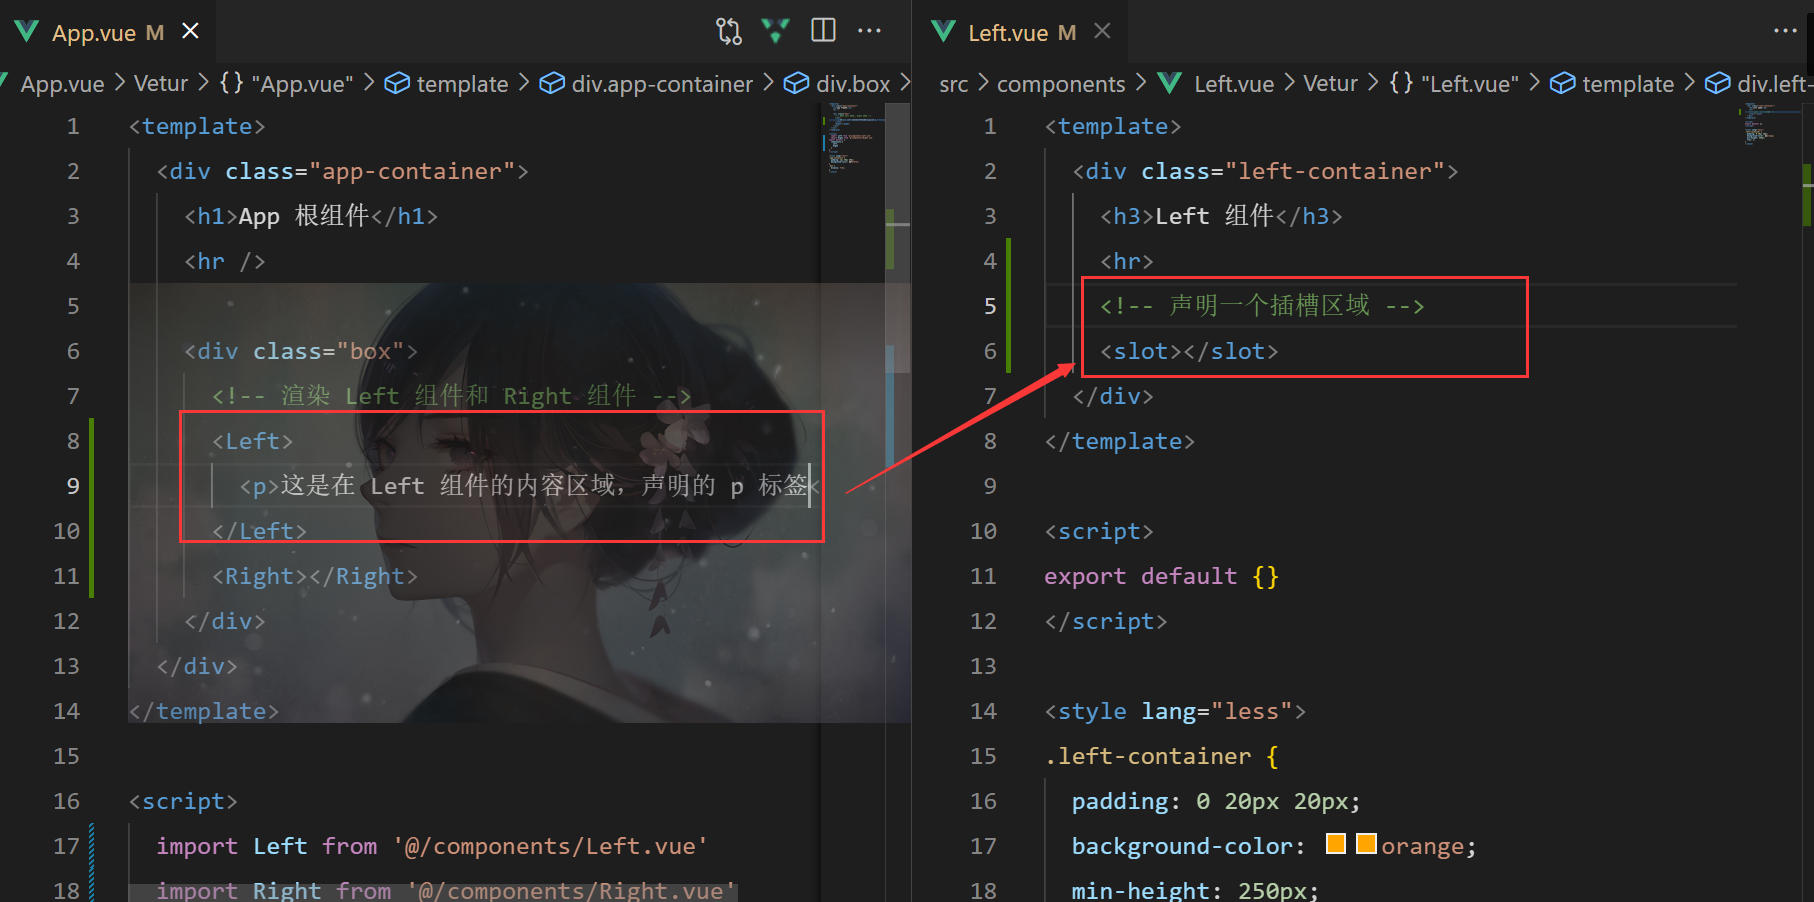 App.vue M
App.vue > Vetur > {} "App.vue" > template > div.app-container > div.box >
1 <template>
2 <div class="app-container">
3 <h1>App 根组件</h1>
4 <hr />
5
6 <div class="box">
7 <!-- 渲染 Left 组件和 Right 组件 -->
8 <Left>
9 <p>这是在 Left 组件的内容区域，声明的 p 标签<
10 </Left>
11 <Right></Right>
12 </div>
13 </div>
14 </template>
15
16 <script>
17 import Left from '@/components/Left.vue'
18 import Right from '@/components/Right.vue'
Left.vue M
src > components > Left.vue > Vetur > {} "Left.vue" > template > div.left-
1 <template>
2 <div class="left-container">
3 <h3>Left 组件</h3>
4 <hr>
5 <!-- 声明一个插槽区域 -->
6 <slot></slot>
7 </div>
8 </template>
9
10 <script>
11 export default {}
12 </script>
13
14 <style lang="less">
15 .left-container {
16 padding: 0 20px 20px;
17 background-color: orange;
18 min-height: 250px;